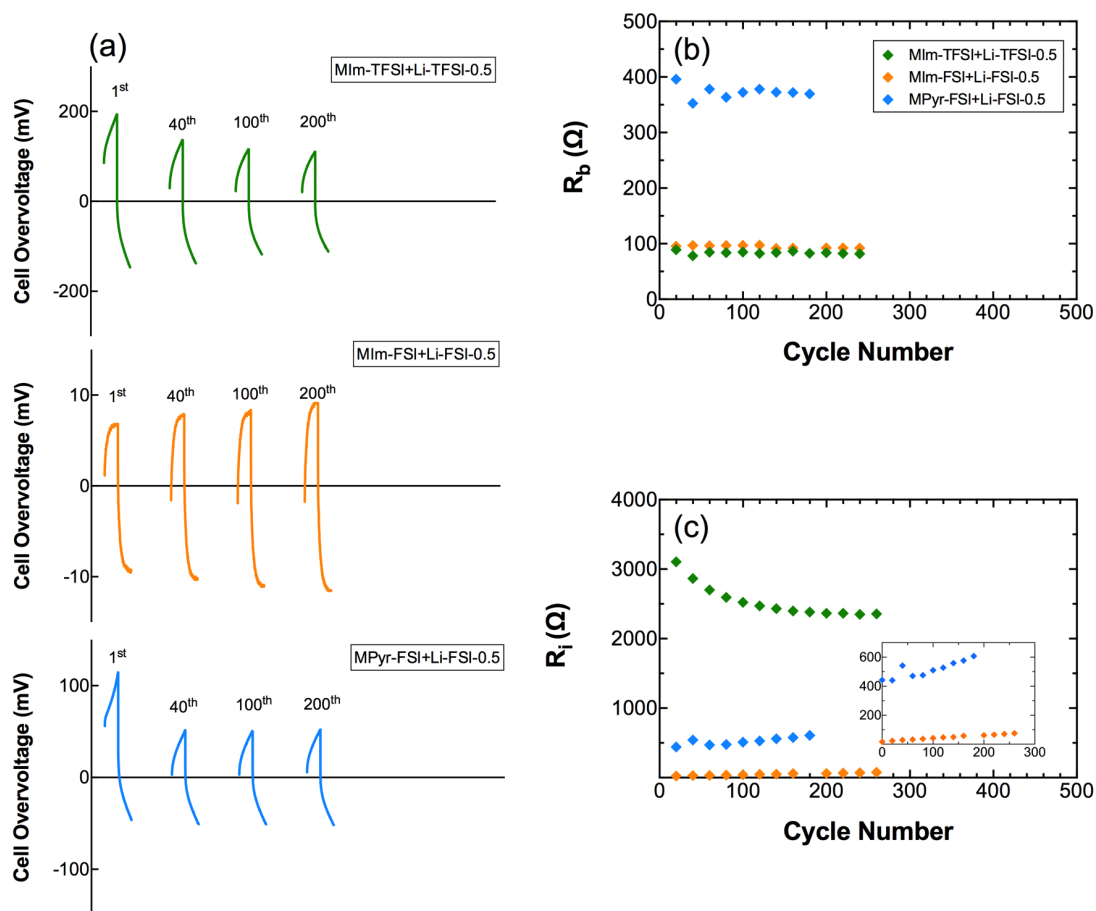 (a)
MIm-TFSI+Li-TFSI-0.5
1st
40th
100th
200th
200
0
-200
Cell Overvoltage (mV)
MIm-FSI+Li-FSI-0.5
1st
40th
100th
200th
10
0
-10
Cell Overvoltage (mV)
MPyr-FSI+Li-FSI-0.5
1st
40th
100th
200th
100
0
-100
Cell Overvoltage (mV)
(b)
MIm-TFSI+Li-TFSI-0.5
MIm-FSI+Li-FSI-0.5
MPyr-FSI+Li-FSI-0.5
500
400
300
200
100
0
Rb (Ω)
0 100 200 300 400 500
Cycle Number
(c)
4000
3000
2000
1000
0
Ri (Ω)
600
400
200
0 100 200 300
0 100 200 300 400 500
Cycle Number